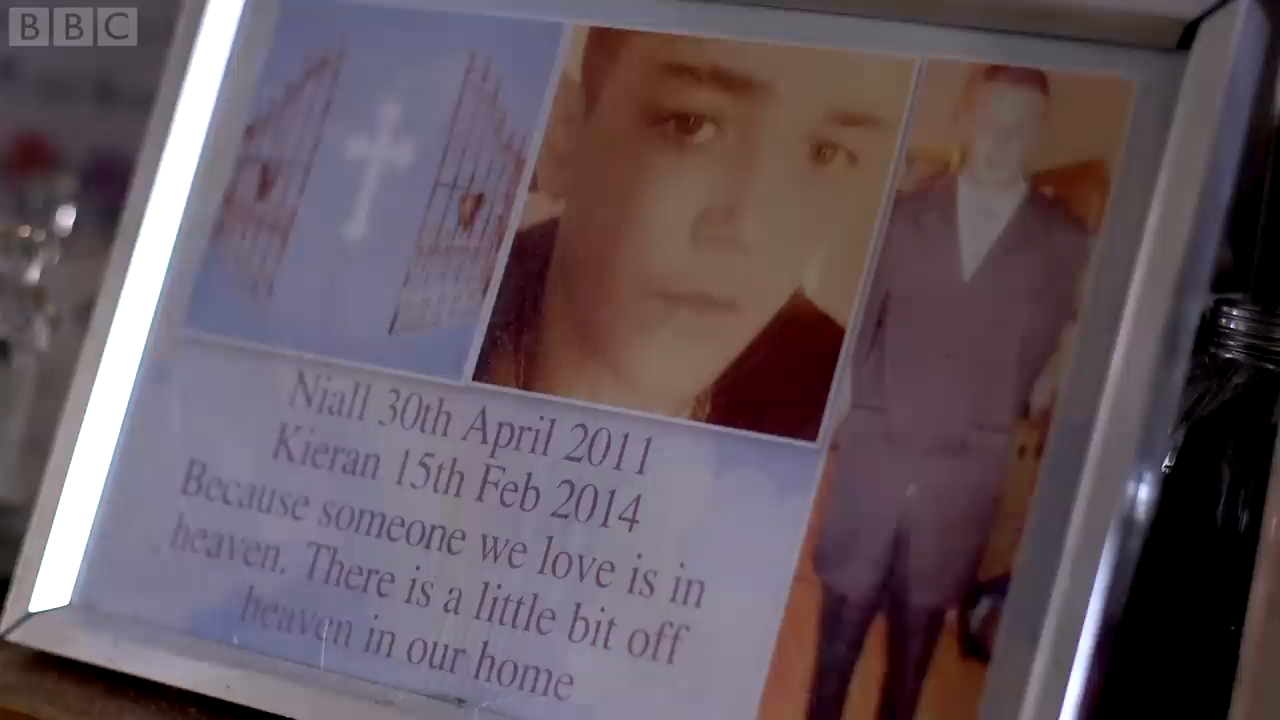 BBC
Niall 30th April 2011
Kieran 15th Feb 2014
Because someone we love is in
heaven. There is a little bit off
heaven in our home